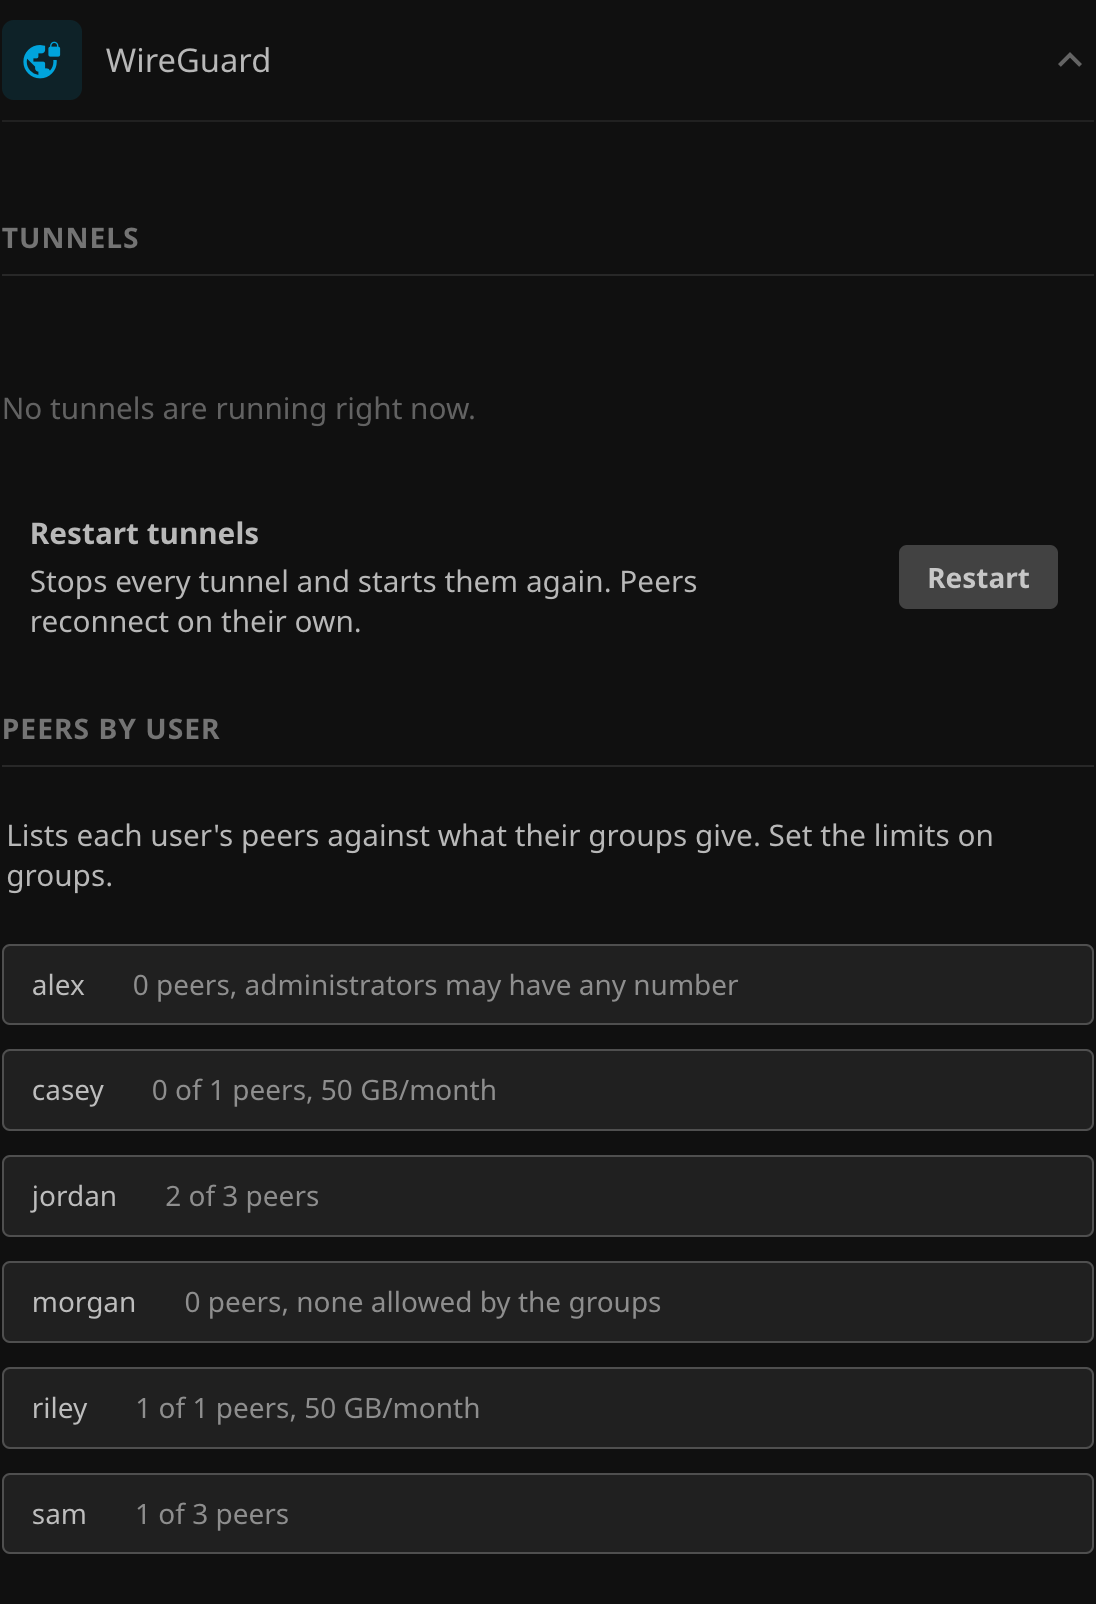 WireGuard
TUNNELS
No tunnels are running right now.
Restart tunnels
Stops every tunnel and starts them again. Peers
reconnect on their own.
Restart
PEERS BY USER
Lists each user's peers against what their groups give. Set the limits on
groups.
alex 0 peers, administrators may have any number
casey 0 of 1 peers, 50 GB/month
jordan 2 of 3 peers
morgan 0 peers, none allowed by the groups
riley 1 of 1 peers, 50 GB/month
sam 1 of 3 peers